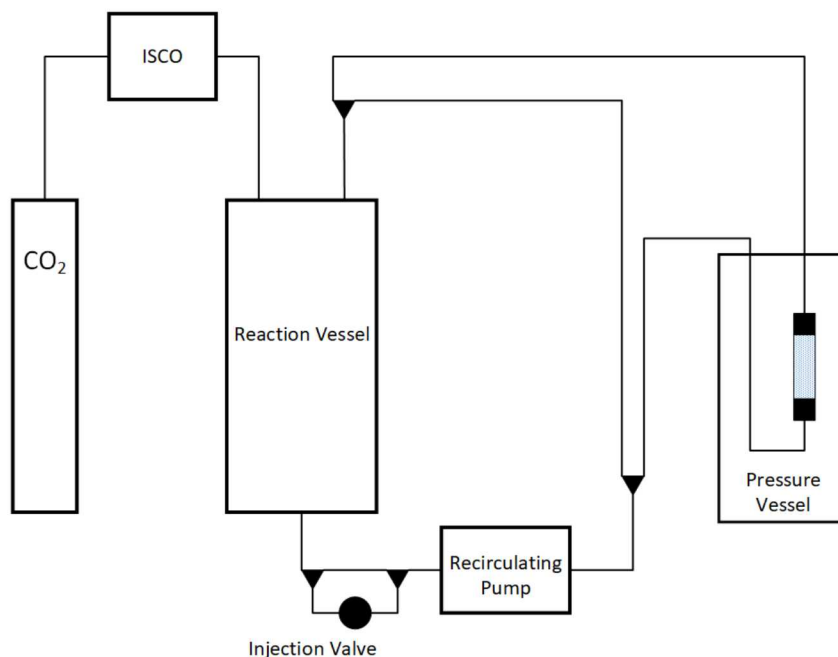 ISCO
CO₂
Reaction Vessel
Pressure
Vessel
Recirculating
Pump
Injection Valve